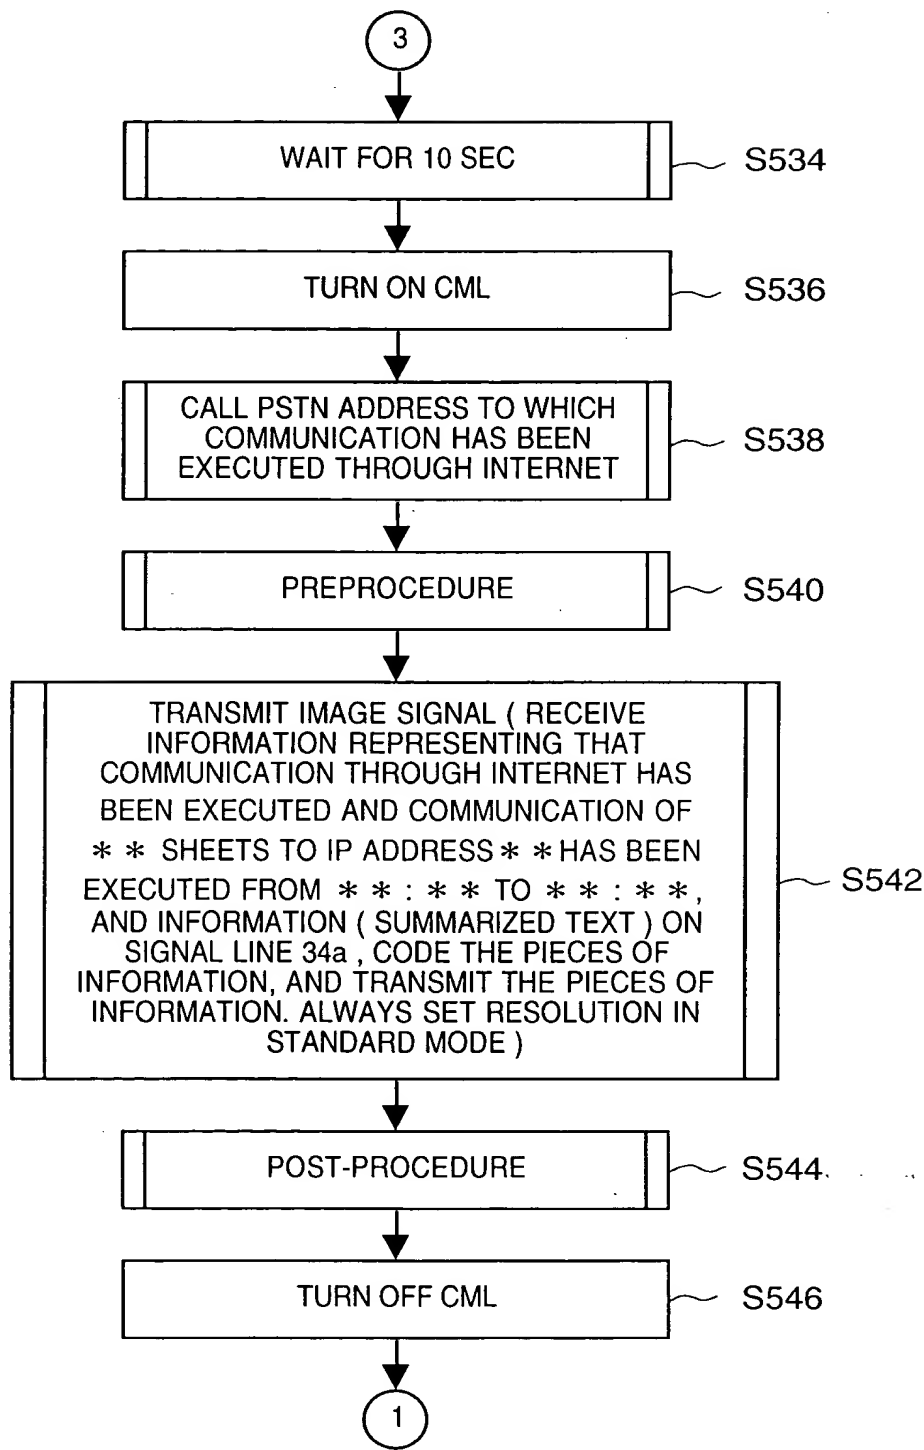 3
WAIT FOR 10 SEC
S534
TURN ON CML
S536
CALL PSTN ADDRESS TO WHICH
COMMUNICATION HAS BEEN
EXECUTED THROUGH INTERNET
S538
PREPROCEDURE
S540
TRANSMIT IMAGE SIGNAL ( RECEIVE
INFORMATION REPRESENTING THAT
COMMUNICATION THROUGH INTERNET HAS
BEEN EXECUTED AND COMMUNICATION OF
* * SHEETS TO IP ADDRESS * * HAS BEEN
EXECUTED FROM * * : * * TO * * : * * ,
AND INFORMATION ( SUMMARIZED TEXT ) ON
SIGNAL LINE 34a , CODE THE PIECES OF
INFORMATION, AND TRANSMIT THE PIECES OF
INFORMATION. ALWAYS SET RESOLUTION IN
STANDARD MODE )
S542
POST-PROCEDURE
S544
TURN OFF CML
S546
1